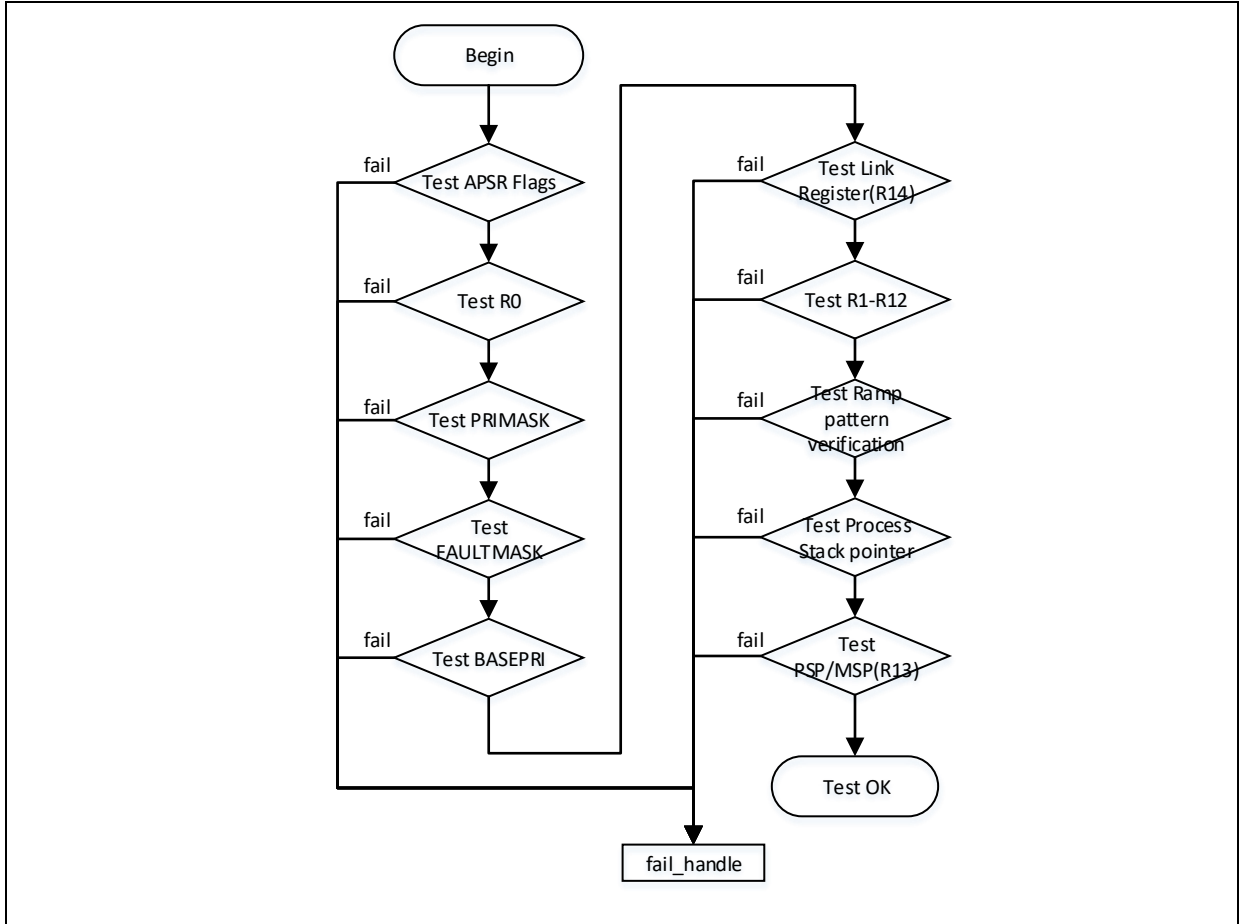 Begin
fail
Test APSR Flags
fail
Test R0
fail
Test PRIMASK
fail
Test
FAULTMASK
fail
Test BASEPRI
fail
Test Link
Register(R14)
fail
Test R1-R12
fail
Test Ramp
pattern
verification
fail
Test Process
Stack pointer
fail
Test
PSP/MSP(R13)
Test OK
fail_handle